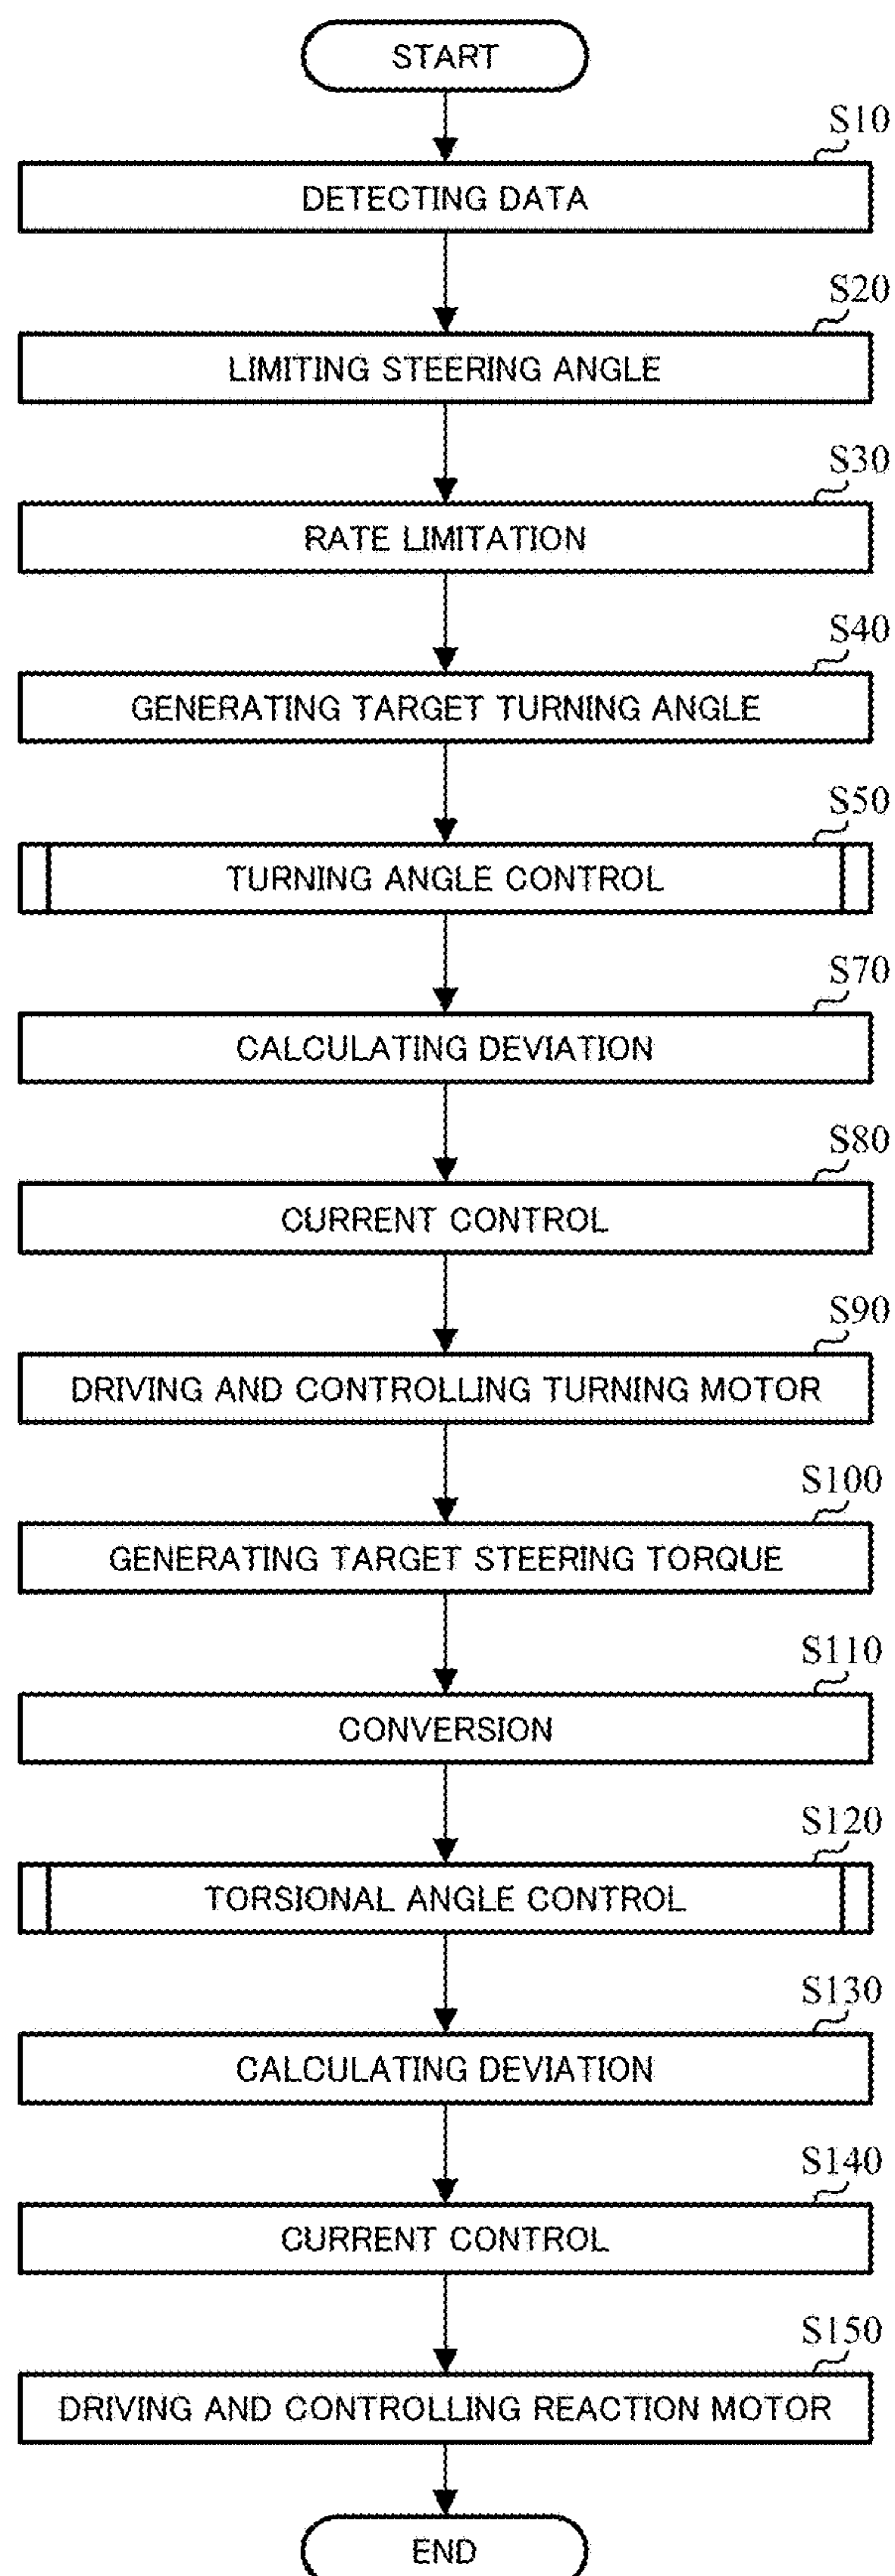 START
S10
DETECTING DATA
S20
LIMITING STEERING ANGLE
S30
RATE LIMITATION
S40
GENERATING TARGET TURNING ANGLE
S50
TURNING ANGLE CONTROL
S70
CALCULATING DEVIATION
S80
CURRENT CONTROL
S90
DRIVING AND CONTROLLING TURNING MOTOR
S100
GENERATING TARGET STEERING TORQUE
S110
CONVERSION
S120
TORSIONAL ANGLE CONTROL
S130
CALCULATING DEVIATION
S140
CURRENT CONTROL
S150
DRIVING AND CONTROLLING REACTION MOTOR
END